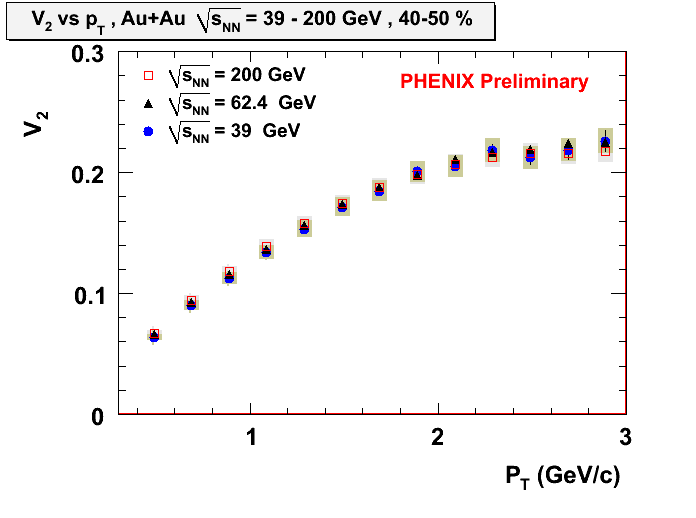 V2 vs pT , Au+Au √sNN = 39 - 200 GeV , 40-50 %
0.3
√sNN = 200 GeV
PHENIX Preliminary
√sNN = 62.4 GeV
√sNN = 39 GeV
V2
0.2
0.1
0
1
2
3
PT (GeV/c)